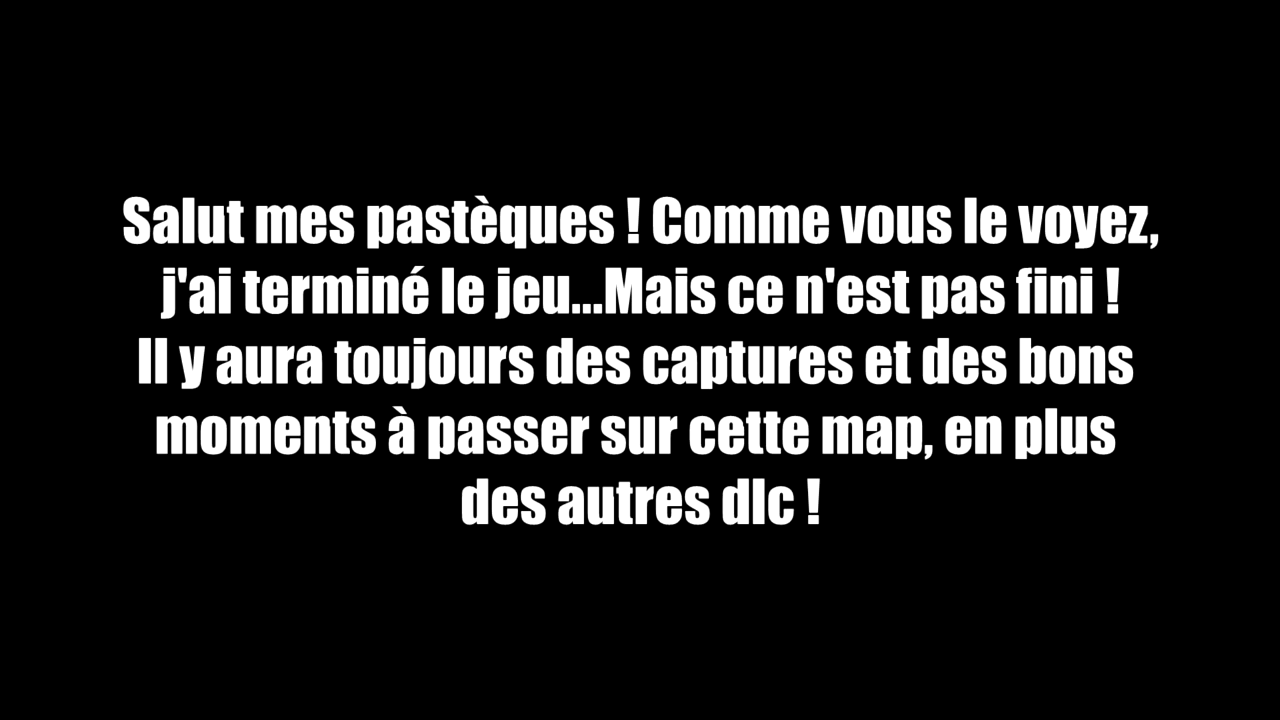 Salut mes pastèques ! Comme vous le voyez,
j'ai terminé le jeu...Mais ce n'est pas fini !
Il y aura toujours des captures et des bons
moments à passer sur cette map, en plus
des autres dlc !